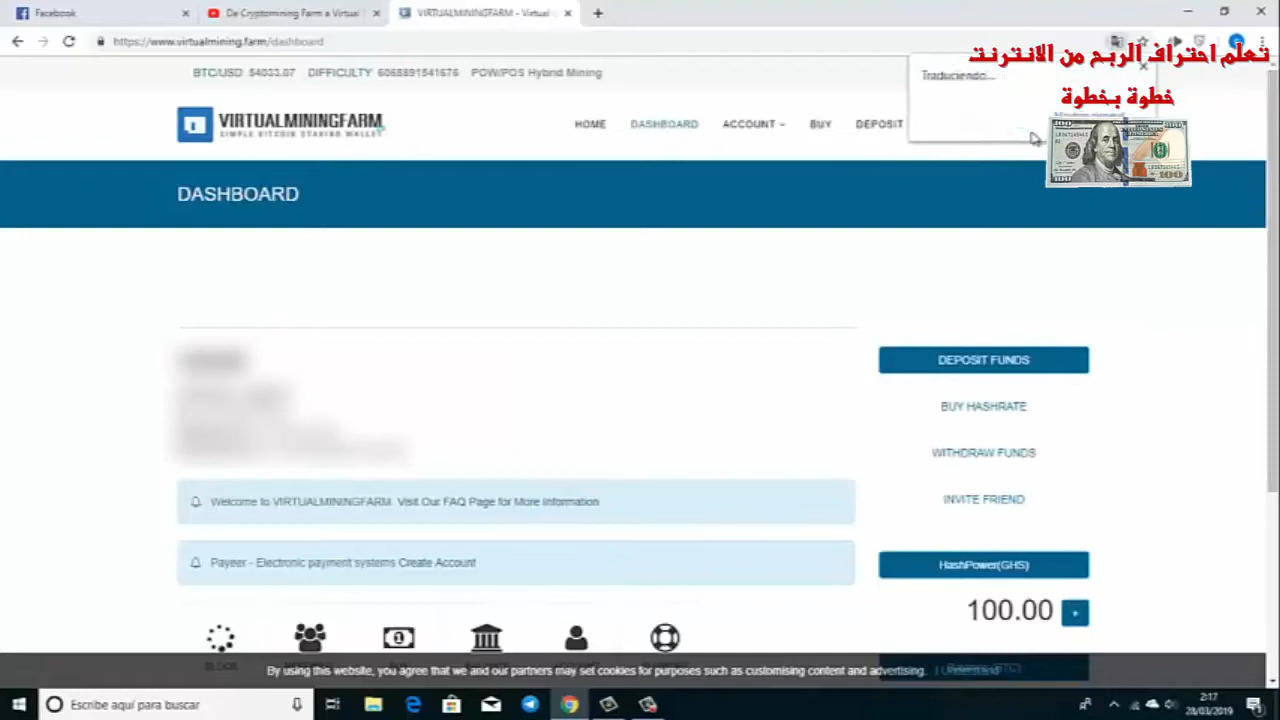 Facebook
De Cryptomining Farm a Virtual
VIRTUALMININGFARM - Virtual
https://www.virtualmining.farm/dashboard
تعلم احتراف الربح من الانترنت
خطوة بخطوة
BTC/USD: $4033.07 DIFFICULTY: 6068891541676 POW/POS Hybrid Mining
Traduciendo...
VIRTUALMININGFARM
SIMPLE BITCOIN STAKING WALLET
HOME DASHBOARD ACCOUNT BUY DEPOSIT
100
100
DASHBOARD
DEPOSIT FUNDS
BUY HASHRATE
WITHDRAW FUNDS
INVITE FRIEND
Welcome to VIRTUALMININGFARM. Visit Our FAQ Page for More Information
Payeer - Electronic payment systems Create Account
HashPower(GHS)
100.00
By using this website, you agree that we and our partners may set cookies for purposes such as customising content and advertising. I Understand
Escribe aquí para buscar
2:17
28/03/2019